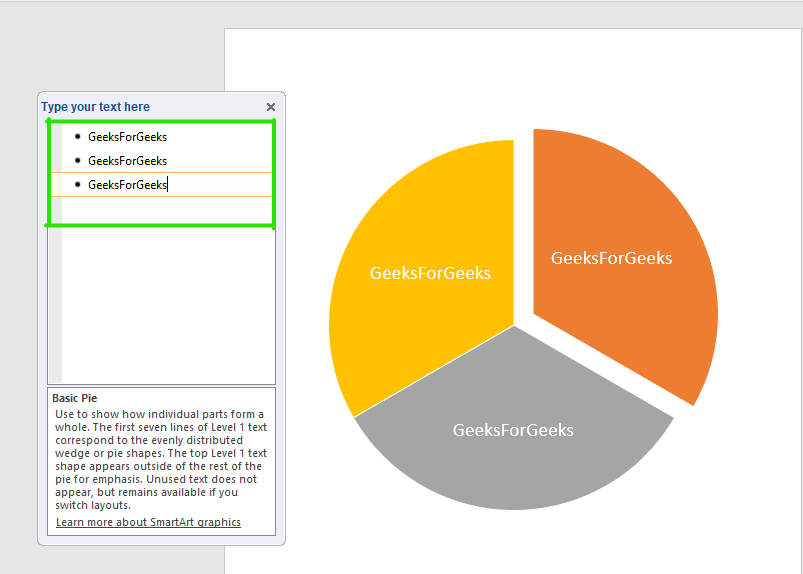 Type your text here
GeeksForGeeks
GeeksForGeeks
GeeksForGeeks
Basic Pie
Use to show how individual parts form a
whole. The first seven lines of Level 1 text
correspond to the evenly distributed
wedge or pie shapes. The top Level 1 text
shape appears outside of the rest of the
pie for emphasis. Unused text does not
appear, but remains available if you
switch layouts.
Learn more about SmartArt graphics
GeeksForGeeks
GeeksForGeeks
GeeksForGeeks